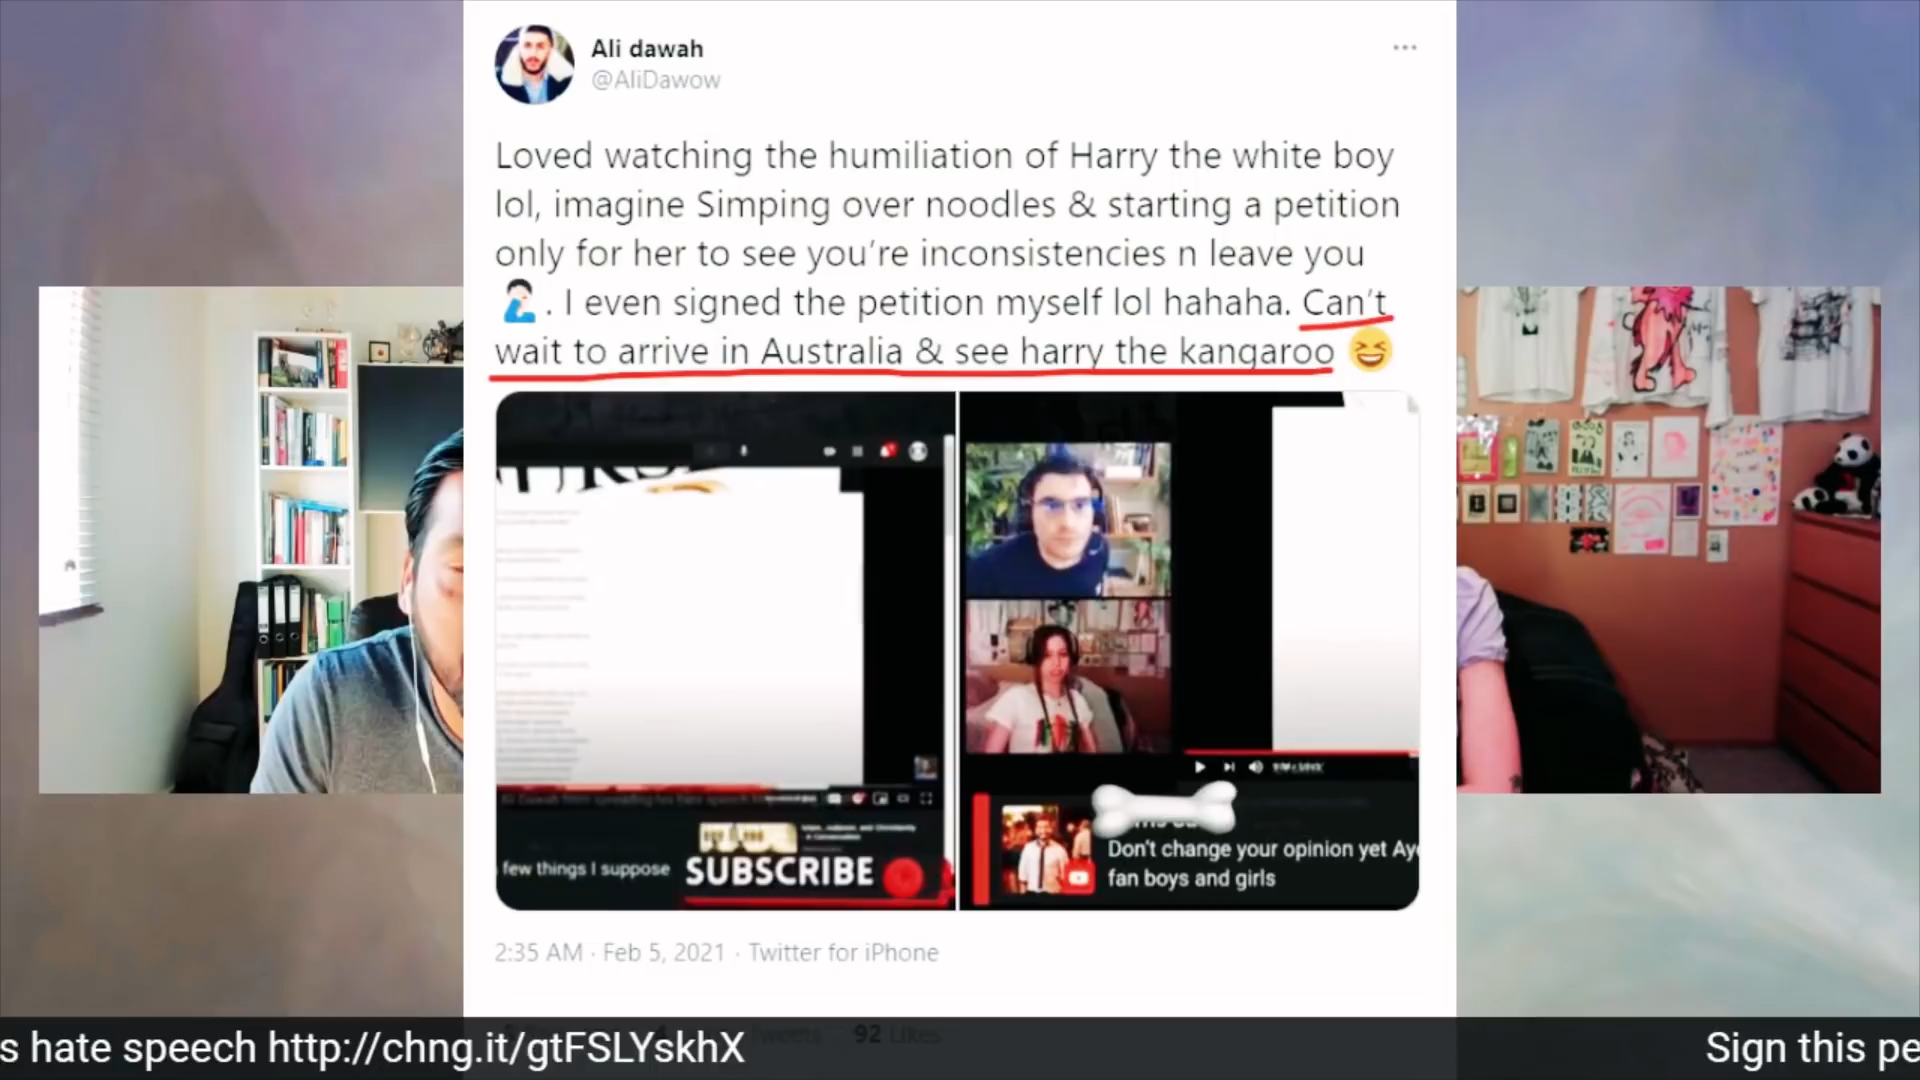 Ali dawah
@AliDawow
Loved watching the humiliation of Harry the white boy
lol, imagine Simping over noodles & starting a petition
only for her to see you're inconsistencies n leave you
. I even signed the petition myself lol hahaha. Can't
wait to arrive in Australia & see harry the kangaroo
few things I suppose
SUBSCRIBE
Don't change your opinion yet Ay
fan boys and girls
2:35 AM · Feb 5, 2021 · Twitter for iPhone
Tweets 92 Likes
s hate speech http://chng.it/gtFSLYskhX
Sign this pe